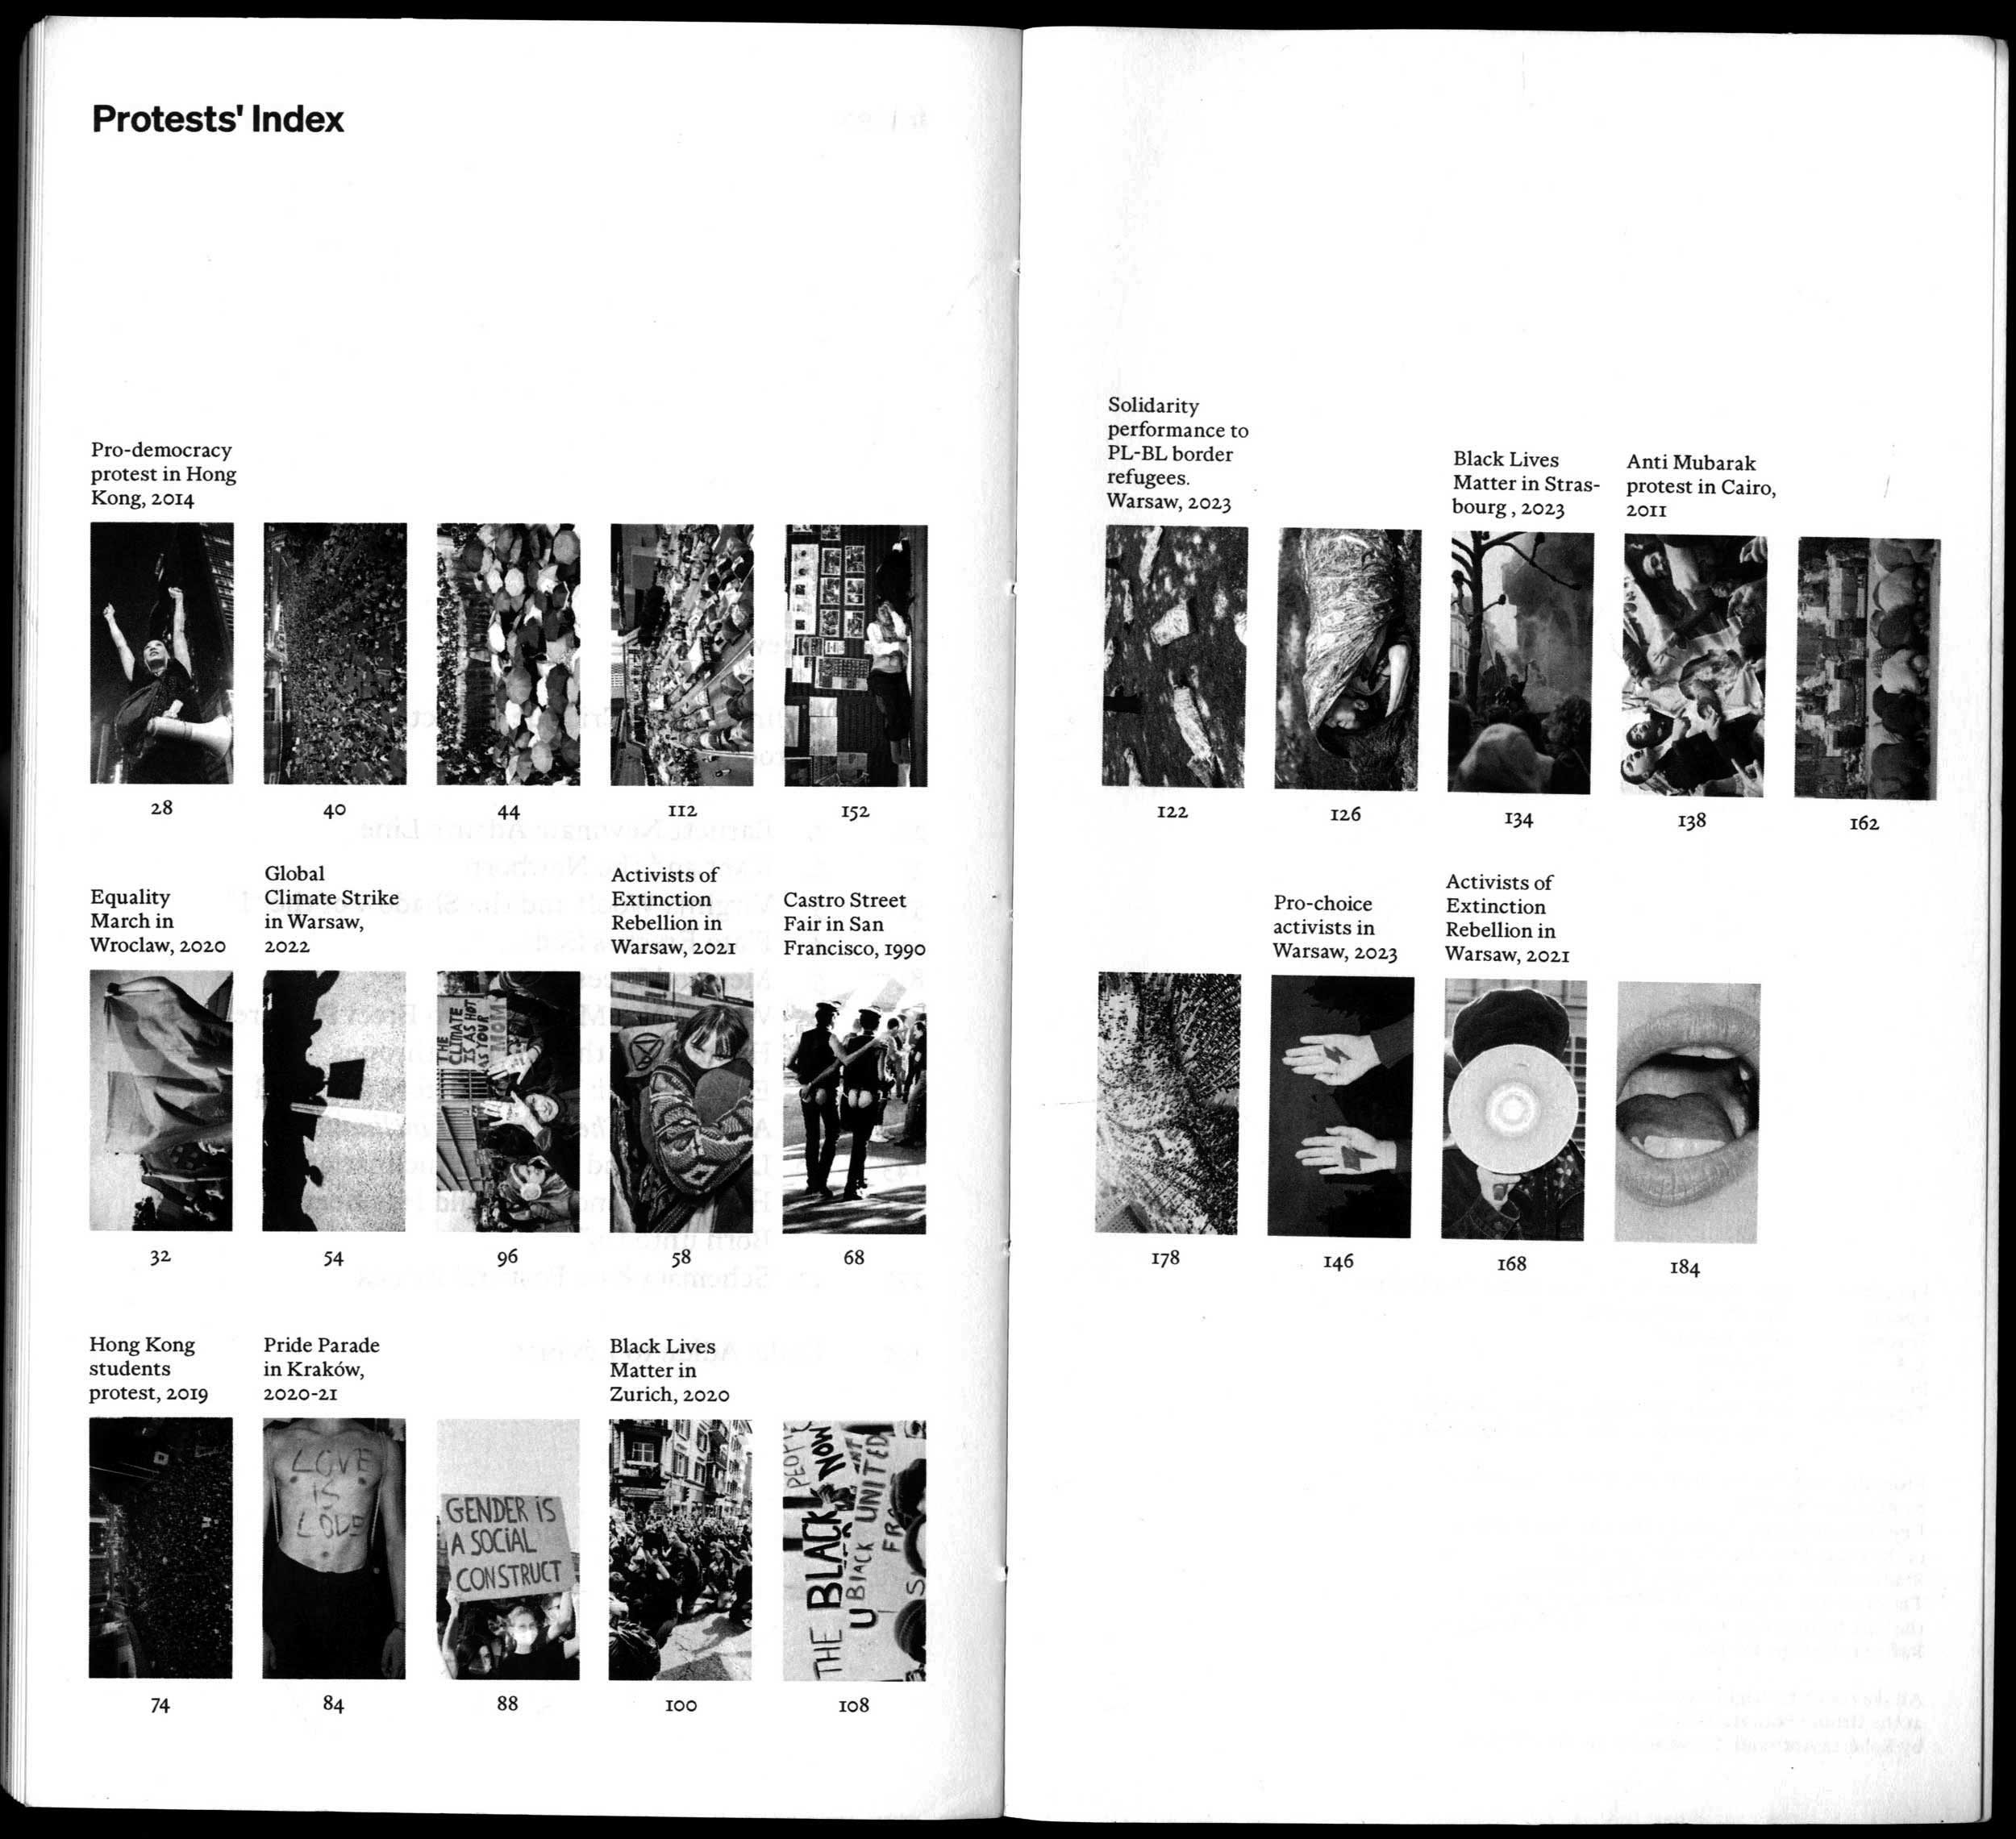 Protests' Index
Pro-democracy
protest in Hong
Kong, 2014
28
40
44
112
152
Equality
March in
Wroclaw, 2020
Global
Climate Strike
in Warsaw,
2022
Activists of
Extinction
Rebellion in
Warsaw, 2021
Castro Street
Fair in San
Francisco, 1990
THE
CLIMATE
IS AS HOT
AS YOUR
MOM
32
54
96
58
68
Hong Kong
students
protest, 2019
Pride Parade
in Kraków,
2020-21
Black Lives
Matter in
Zurich, 2020
LOVE
IS
LOVE
GENDER iS
A SOCiAL
CONSTRUCT
THE BLACK
NOW
BLACK UNITED
74
84
88
100
108
Solidarity
performance to
PL-BL border
refugees.
Warsaw, 2023
Black Lives
Matter in Stras-
bourg , 2023
Anti Mubarak
protest in Cairo,
2011
122
126
134
138
162
Pro-choice
activists in
Warsaw, 2023
Activists of
Extinction
Rebellion in
Warsaw, 2021
178
146
168
184